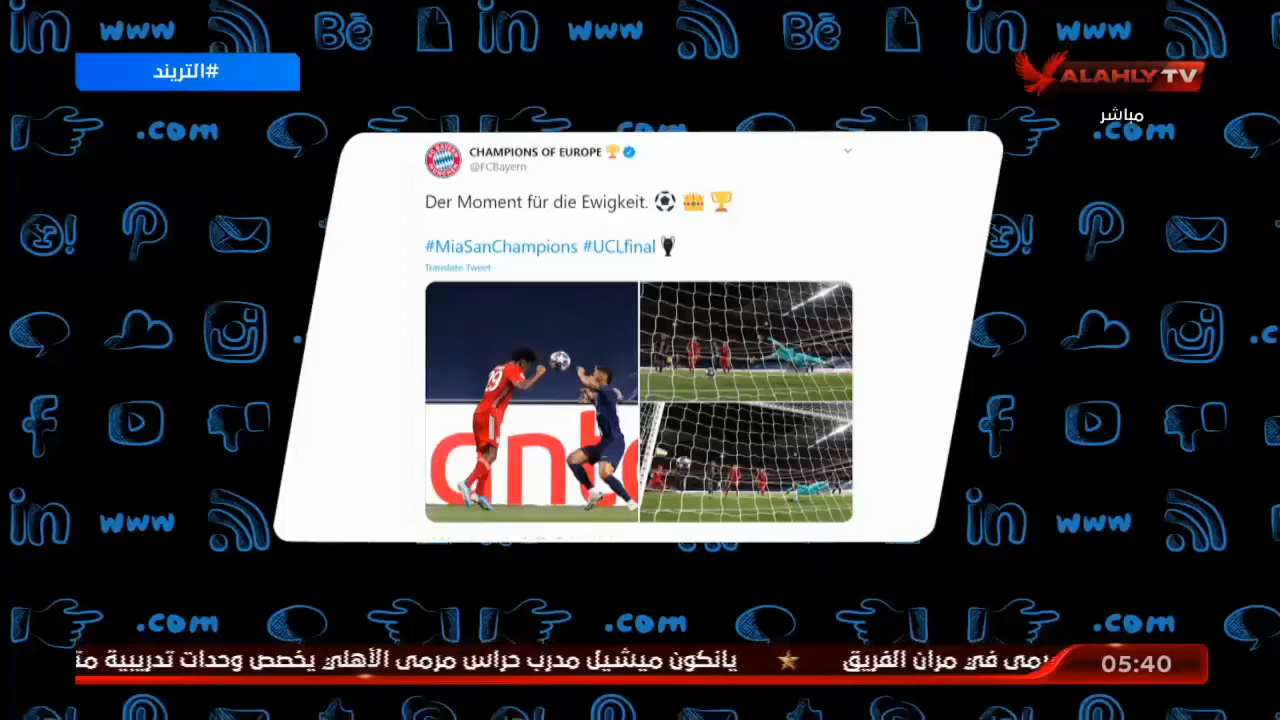 #التريند
ALAHLY TV
مباشر
CHAMPIONS OF EUROPE
@FCBayern
Der Moment für die Ewigkeit.
#MiaSanChampions #UCLfinal
Translate Tweet
29
في مران الفريق
يانكون ميشيل مدرب حراس مرمى الأهلي يخصص وحدات تدريبية
05:40